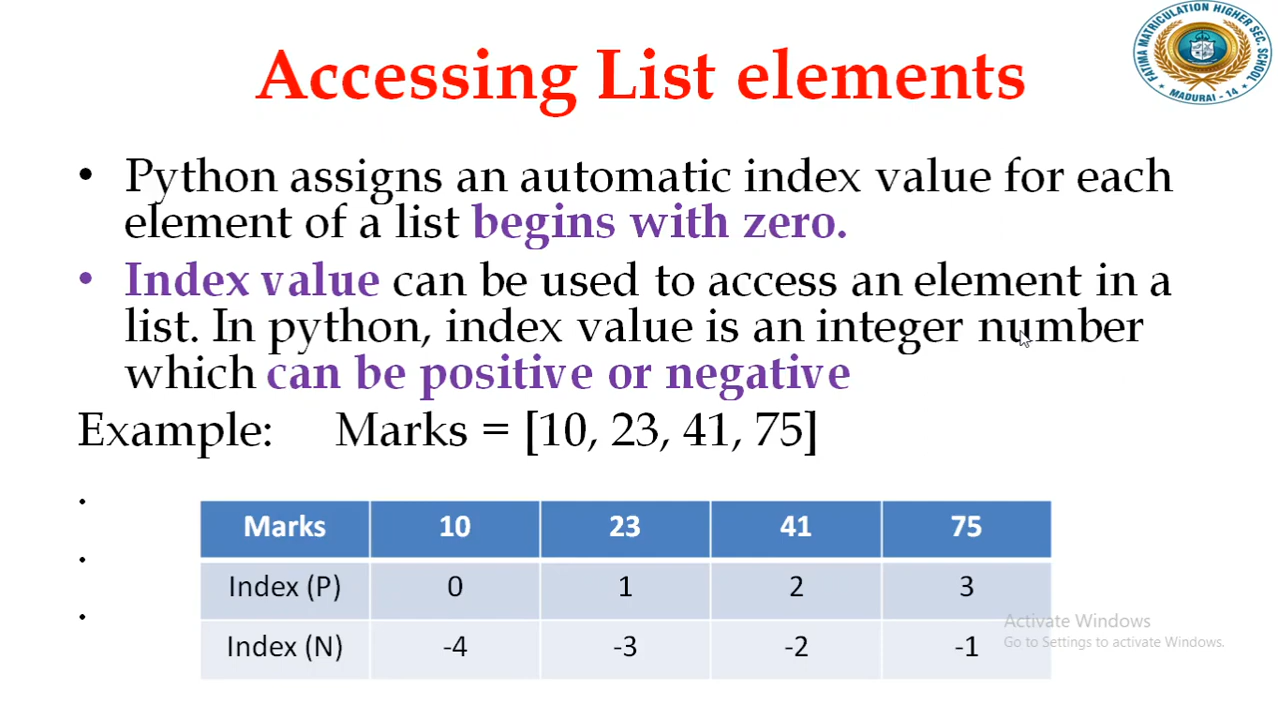 Accessing List elements
FATIMA MATRICULATION HIGHER SEC. SCHOOL
MADURAI - 14
• Python assigns an automatic index value for each
element of a list begins with zero.
• Index value can be used to access an element in a
list. In python, index value is an integer number
which can be positive or negative
Example: Marks = [10, 23, 41, 75]
Marks 10 23 41 75
Index (P) 0 1 2 3
Index (N) -4 -3 -2 -1
Activate Windows
Go to Settings to activate Windows.